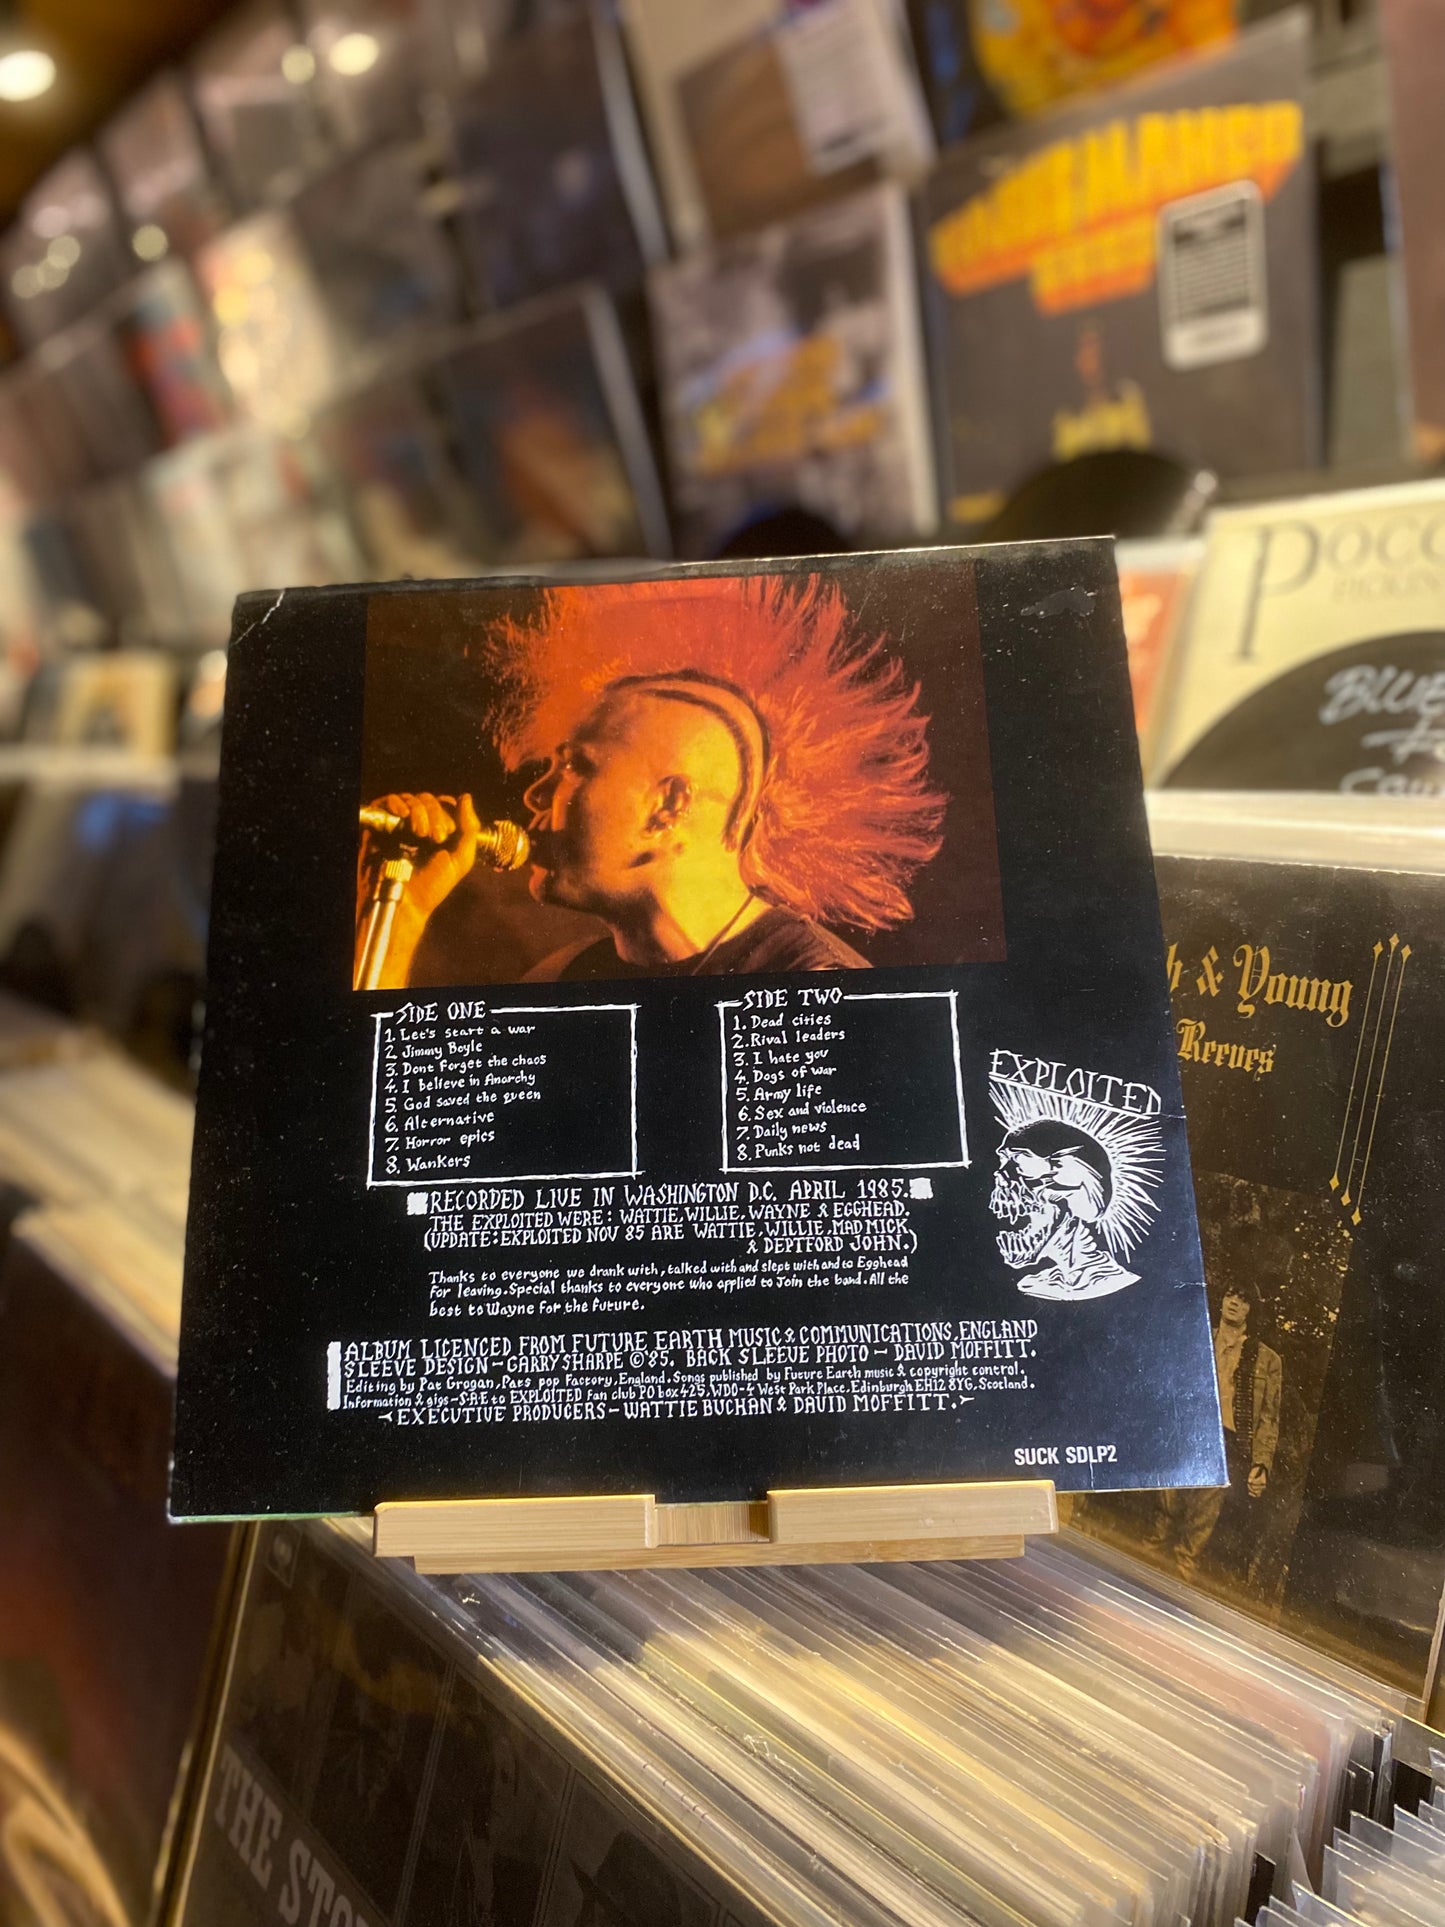 SIDE ONE
1. Let's start a war
2. Jimmy Boyle
3. Dont forget the chaos
4. I believe in Anarchy
5. God saved the queen
6. Alternative
7. Horror epics
8. Wankers
SIDE TWO
1. Dead cities
2. Rival leaders
3. I hate you
4. Dogs of war
5. Army life
6. Sex and violence
7. Daily news
8. Punks not dead
EXPLOITED
RECORDED LIVE IN WASHINGTON D.C. APRIL 1985.
THE EXPLOITED WERE: WATTIE, WILLIE, WAYNE & EGGHEAD.
(UPDATE: EXPLOITED NOV 85 ARE WATTIE, WILLIE, MAD MICK,
& DEPTFORD JOHN.)
Thanks to everyone we drank with, talked with and slept with and to Egghead
for leaving. Special thanks to everyone who applied to Join the band. All the
best to Wayne for the future.
ALBUM LICENCED FROM FUTURE EARTH MUSIC & COMMUNICATIONS, ENGLAND
SLEEVE DESIGN - GARRY SHARPE © '85. BACK SLEEVE PHOTO - DAVID MOFFITT.
Editing by Pat Grogan, Pats pop Factory, England. Songs published by Future Earth music & copyright control.
Information & gigs - S.A.E to EXPLOITED Fan club PO box 425, WDO-4 West Park Place, Edinburgh EH12 8YG, Scotland.
EXECUTIVE PRODUCERS - WATTIE BUCHAN & DAVID MOFFITT.
SUCK SDLP2
POCO
BLUE
& Young
Reeves
THE STO